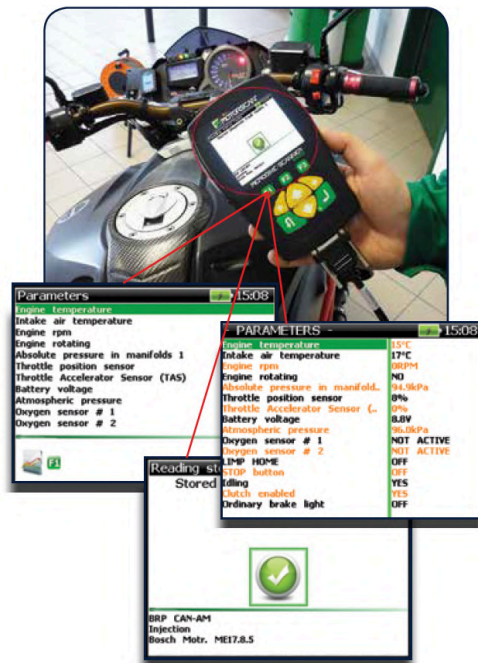 MOTORSCAN
MEMOBIKE SCANNER
F1 F2 F3
Parameters 15:08
Engine temperature
Intake air temperature
Engine rpm
Engine rotating
Absolute pressure in manifolds 1
Throttle position sensor
Throttle Accelerator Sensor (TAS)
Battery voltage
Atmospheric pressure
Oxygen sensor # 1
Oxygen sensor # 2
F1
- PARAMETERS - 15:08
Engine temperature 15°C
Intake air temperature 17°C
Engine rpm 0RPM
Engine rotating NO
Absolute pressure in manifold.. 94.9kPa
Throttle position sensor 0%
Throttle Accelerator Sensor (.. 0%
Battery voltage 8.8V
Atmospheric pressure 96.0kPa
Oxygen sensor # 1 NOT ACTIVE
Oxygen sensor # 2 NOT ACTIVE
LIMP HOME OFF
STOP button OFF
Idling YES
Clutch enabled YES
Ordinary brake light OFF
Reading
Stored
BRP CAN-AM
Injection
Bosch Motr. ME17.8.5